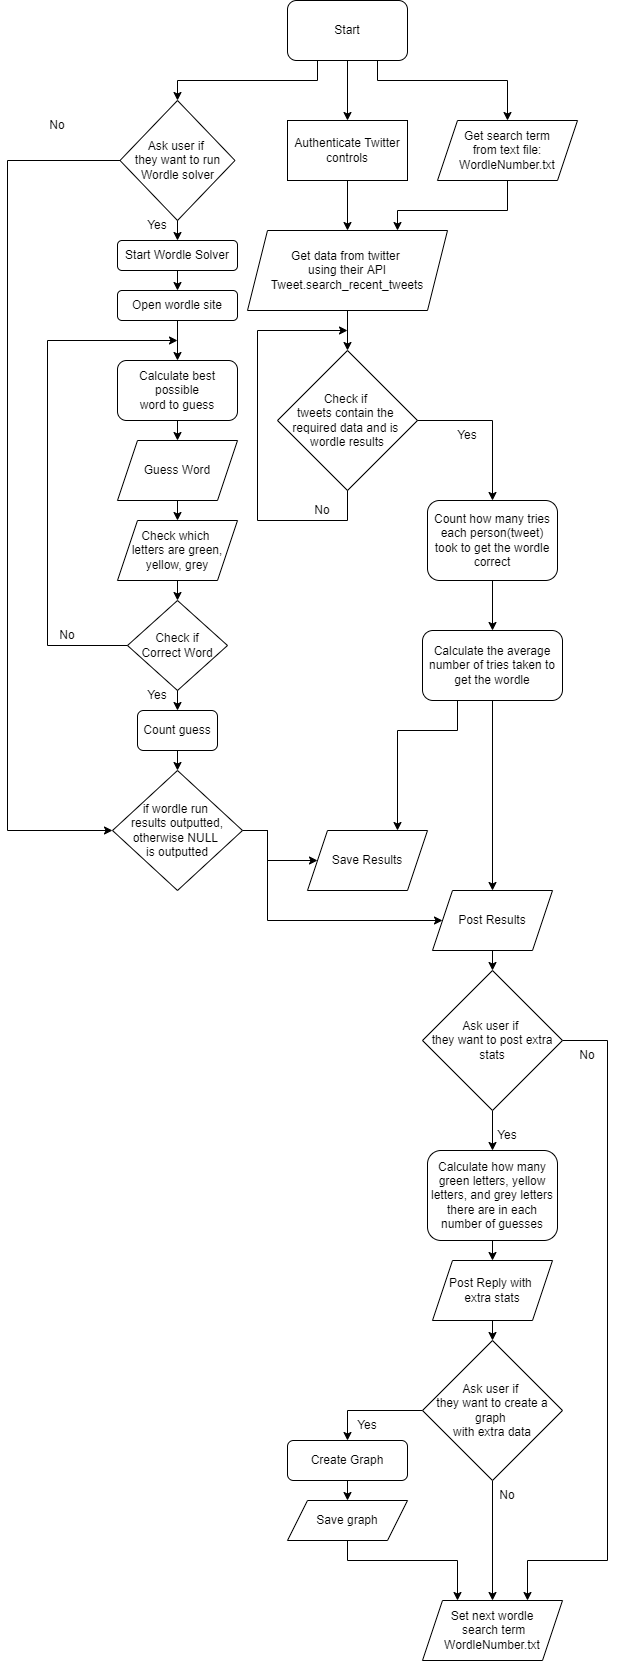 Start
No
Ask user if
they want to run
Wordle solver
Authenticate Twitter
controls
Get search term
from text file:
WordleNumber.txt
Yes
Start Wordle Solver
Get data from twitter
using their API
Tweet.search_recent_tweets
Open wordle site
Calculate best
possible
word to guess
Check if
tweets contain the
required data and is
wordle results
Yes
Guess Word
No
Check which
letters are green,
yellow, grey
Count how many tries
each person(tweet)
took to get the wordle
correct
No
Check if
Correct Word
Calculate the average
number of tries taken to
get the wordle
Yes
Count guess
if wordle run
results outputted,
otherwise NULL
is outputted
Save Results
Post Results
Ask user if
they want to post extra
stats
No
Yes
Calculate how many
green letters, yellow
letters, and grey letters
there are in each
number of guesses
Post Reply with
extra stats
Ask user if
they want to create a
graph
with extra data
Yes
Create Graph
No
Save graph
Set next wordle
search term
WordleNumber.txt